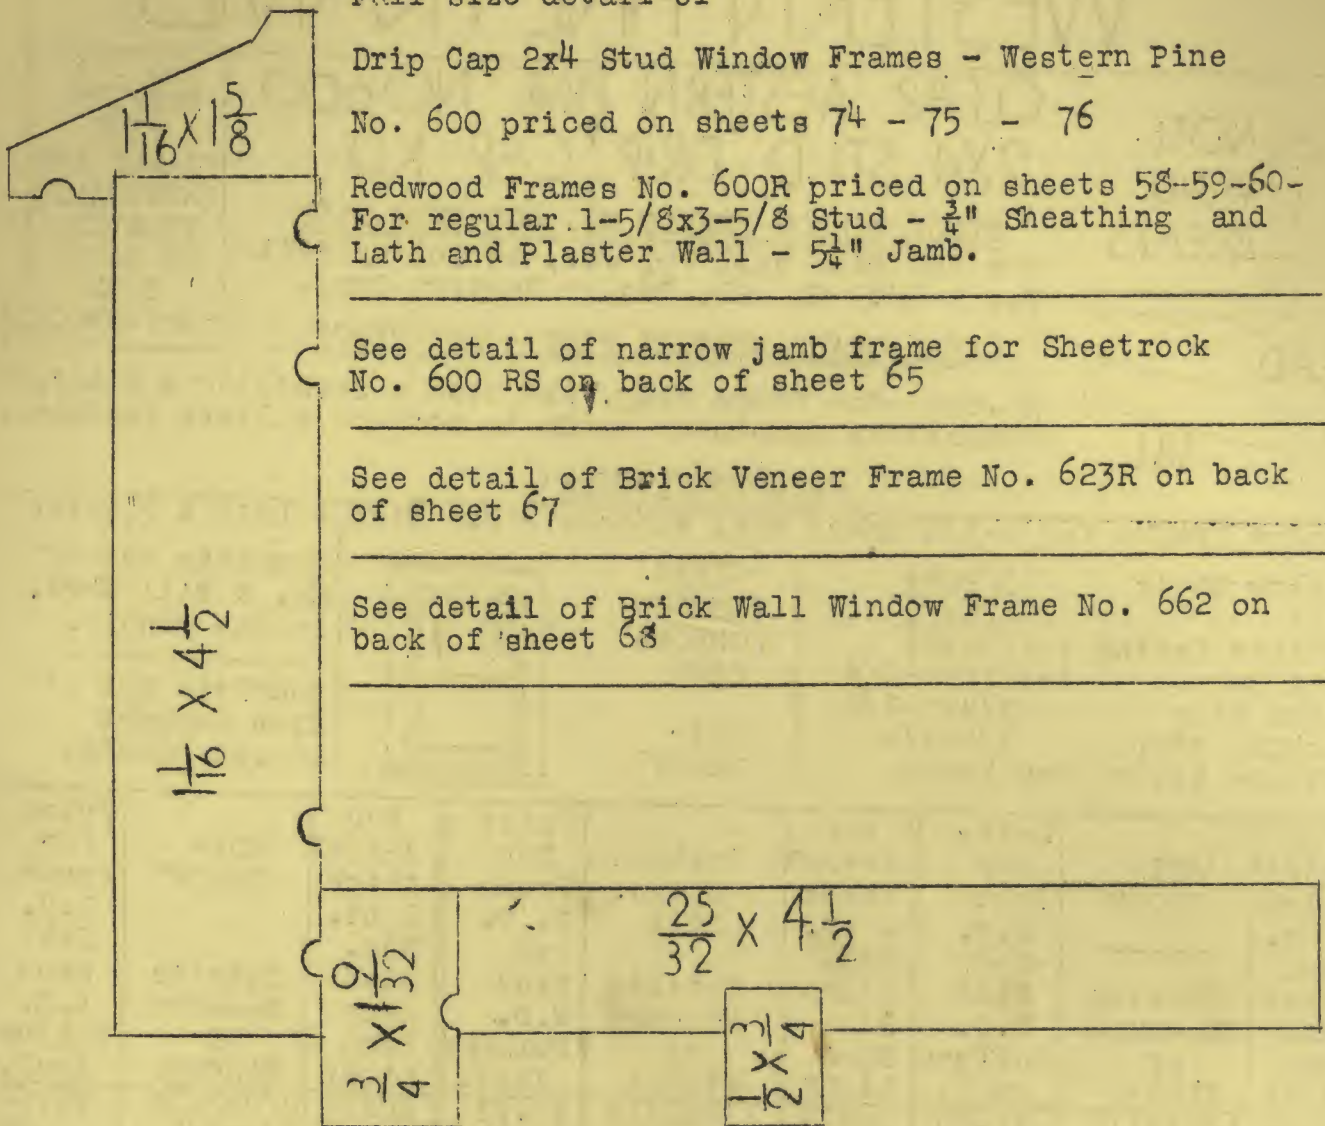 Full size detail of
Drip Cap 2x4 Stud Window Frames - Western Pine
No. 600 priced on sheets 74 - 75 - 76
Redwood Frames No. 600R priced on sheets 58-59-60-
For regular 1-5/8x3-5/8 Stud - 3/4" Sheathing and
Lath and Plaster Wall - 5 1/4" Jamb.
See detail of narrow jamb frame for Sheetrock
No. 600 RS on back of sheet 65
See detail of Brick Veneer Frame No. 623R on back
of sheet 67
See detail of Brick Wall Window Frame No. 662 on
back of sheet 68
1 1/16 X 1 5/8
1 1/16 X 4 1/2
25/32 X 4 1/2
1/2 X 3/4